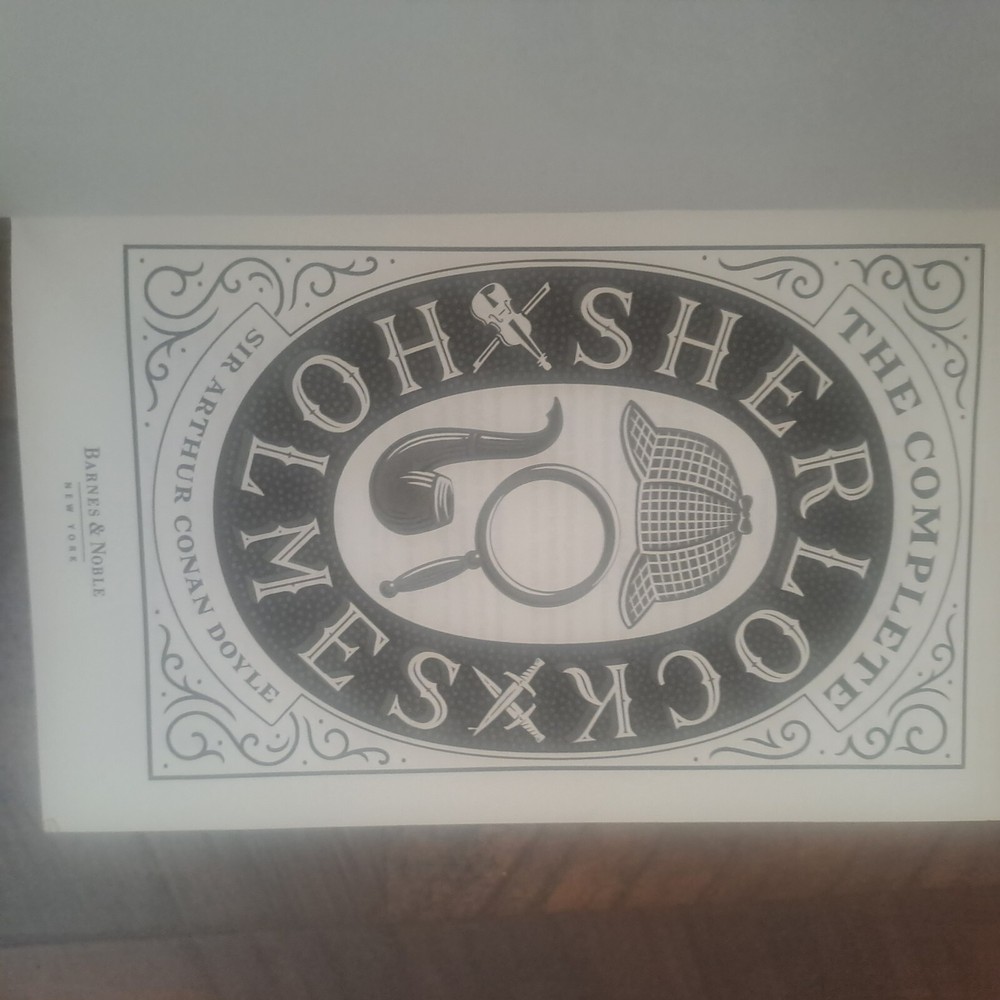 THE COMPLETE
SHERLOCK
HOLMES
SIR ARTHUR CONAN DOYLE
BARNES & NOBLE
NEW YORK